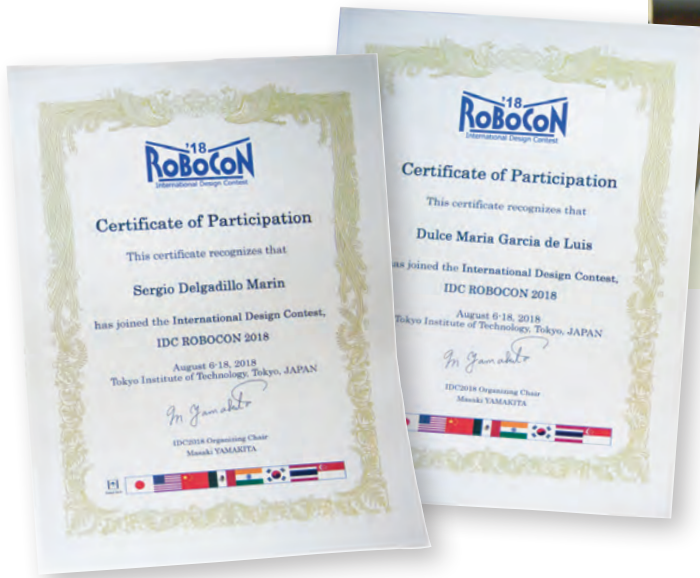 '18
RoBoCoN
International Design Contest
Certificate of Participation
This certificate recognizes that
Sergio Delgadillo Marin
has joined the International Design Contest,
IDC ROBOCON 2018
August 6-18, 2018
Tokyo Institute of Technology, Tokyo, JAPAN
M Yamakita
IDC2018 Organizing Chair
Masaki YAMAKITA
'18
RoBoCoN
International Design Contest
Certificate of Participation
This certificate recognizes that
Dulce Maria Garcia de Luis
has joined the International Design Contest,
IDC ROBOCON 2018
August 6-18, 2018
Tokyo Institute of Technology, Tokyo, JAPAN
M Yamakita
IDC2018 Organizing Chair
Masaki YAMAKITA